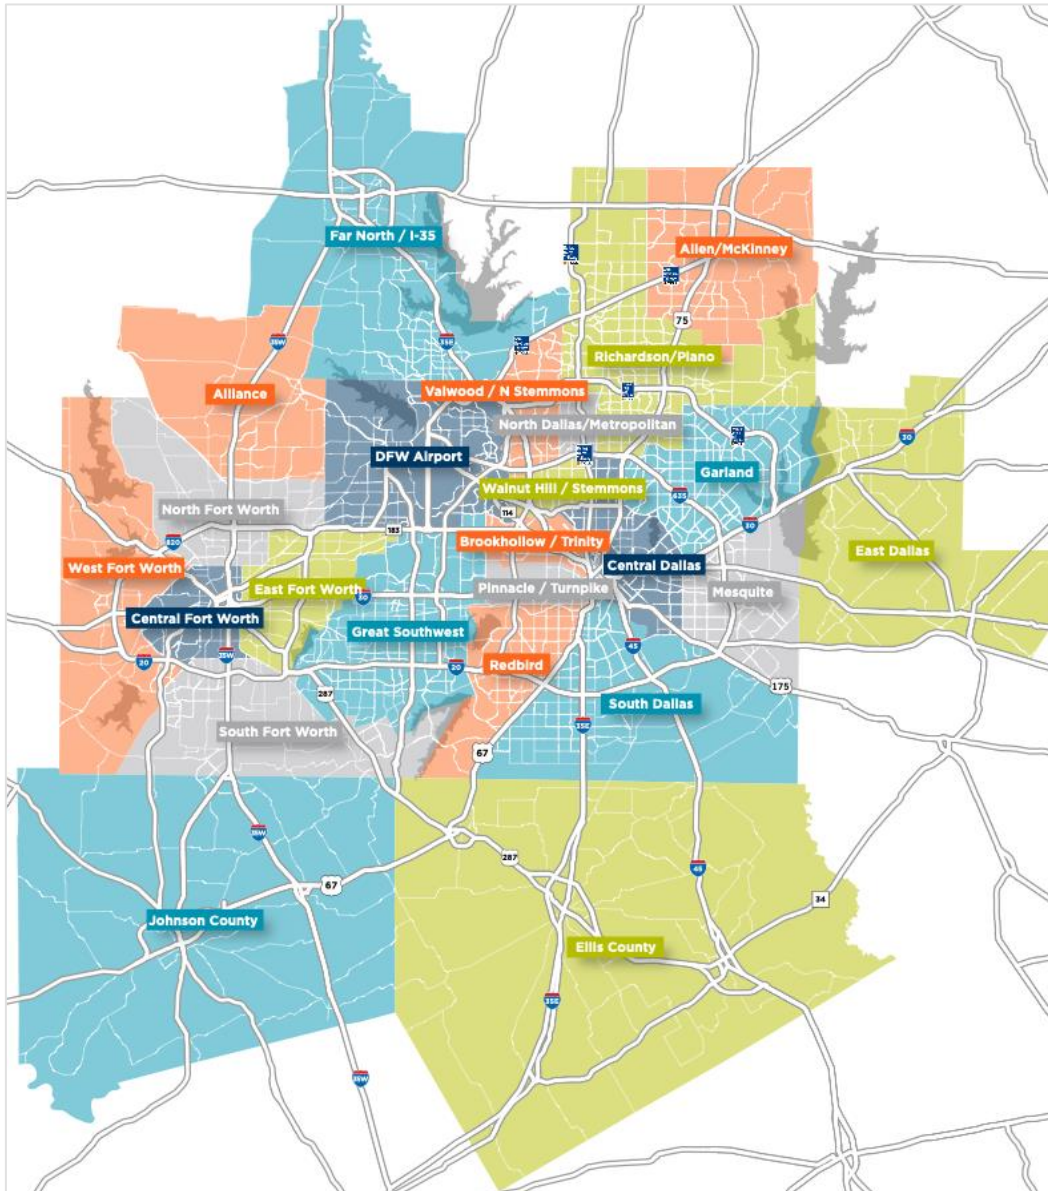 Far North / I-35
Allen/McKinney
75
35W
35E
Richardson/Plano
Alliance
Valwood / N Stemmons
North Dallas/Metropolitan
30
DFW Airport
Garland
Walnut Hill / Stemmons
635
North Fort Worth
114
183
30
820
Brookhollow / Trinity
East Dallas
West Fort Worth
Central Dallas
East Fort Worth
30
Pinnacle / Turnpike
Mesquite
Central Fort Worth
Great Southwest
45
35W
20
20
Redbird
175
287
South Dallas
South Fort Worth
35E
67
35W
287
45
67
34
Johnson County
Ellis County
35E
35W